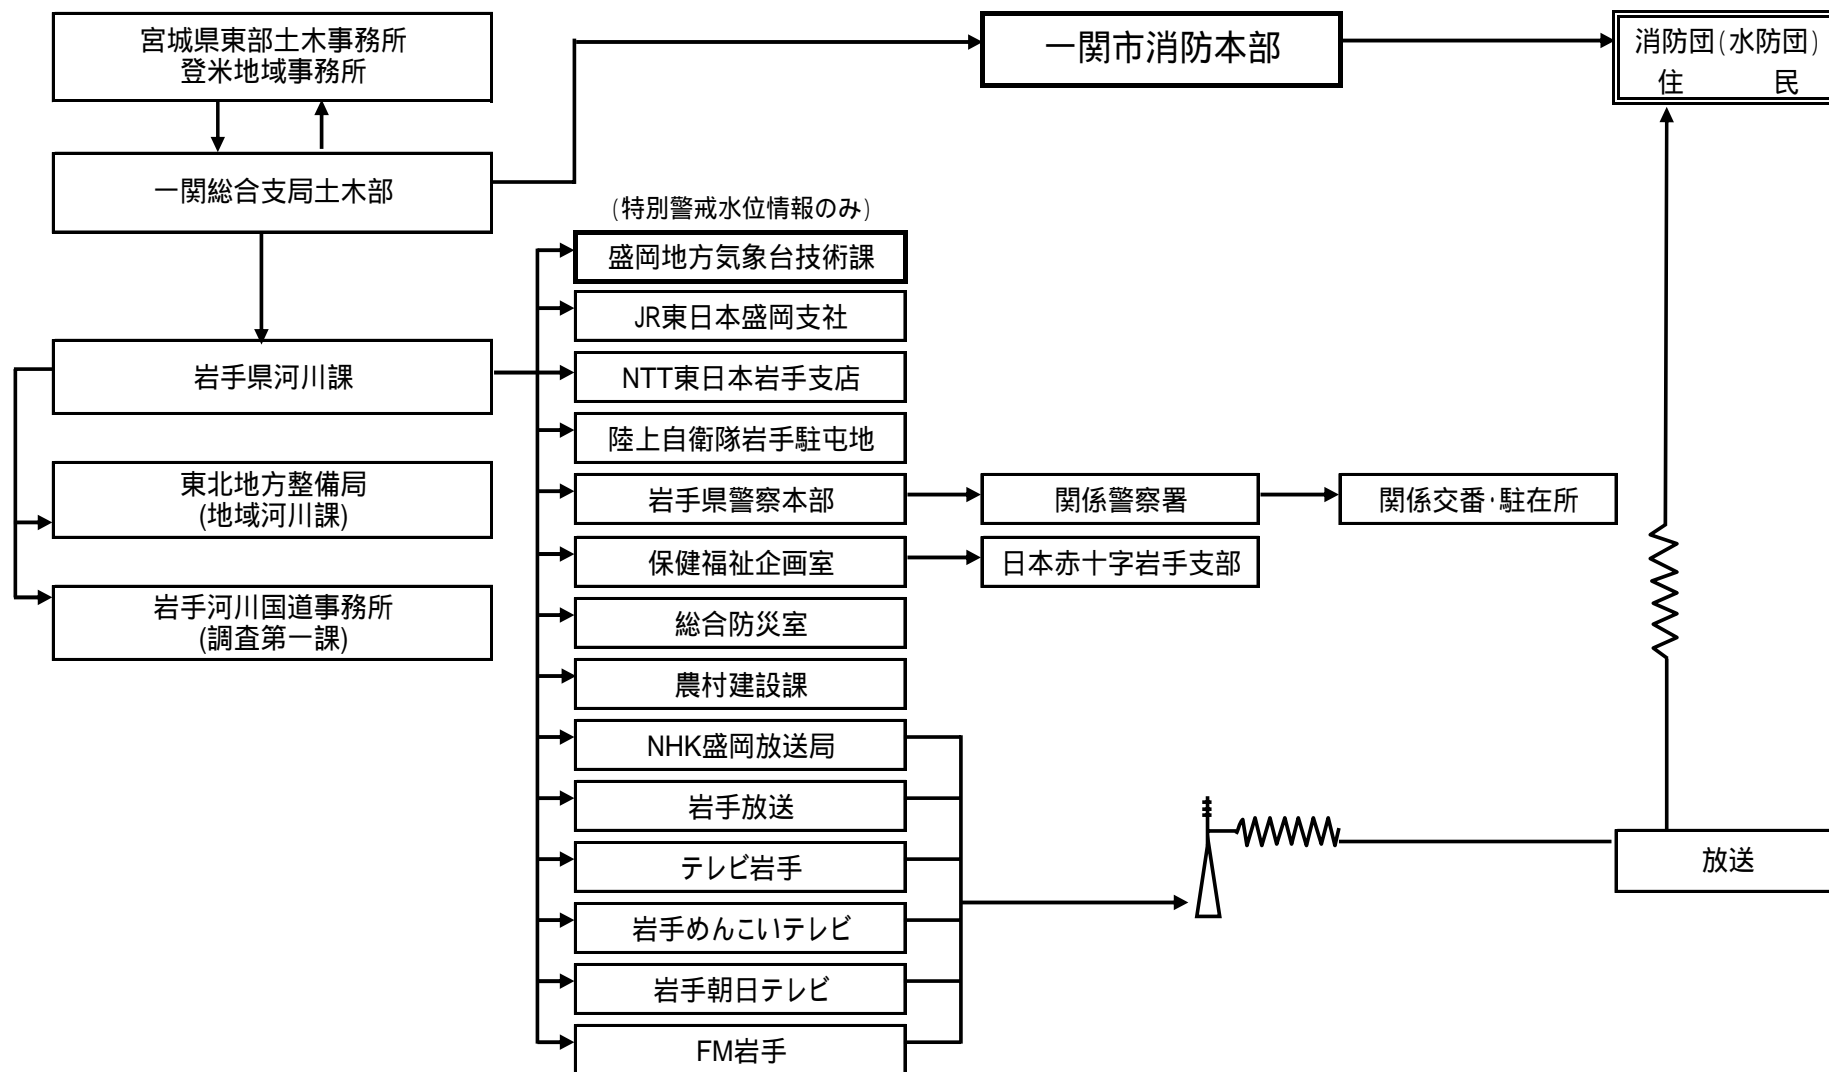 宮城県東部土木事務所
登米地域事務所
一関市消防本部
消防団(水防団)
住 民
一関総合支局土木部
(特別警戒水位情報のみ)
盛岡地方気象台技術課
JR東日本盛岡支社
岩手県河川課
NTT東日本岩手支店
陸上自衛隊岩手駐屯地
東北地方整備局
(地域河川課)
岩手県警察本部
関係警察署
関係交番・駐在所
保健福祉企画室
日本赤十字岩手支部
岩手河川国道事務所
(調査第一課)
総合防災室
農村建設課
NHK盛岡放送局
岩手放送
テレビ岩手
放送
岩手めんこいテレビ
岩手朝日テレビ
FM岩手